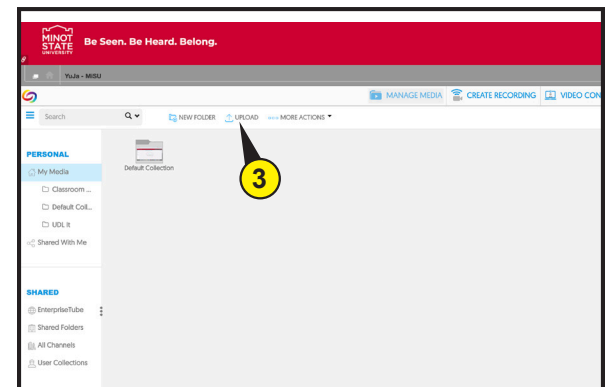 MINOT
STATE
UNIVERSITY
Be Seen. Be Heard. Belong.
YuJa - MiSU
MANAGE MEDIA
CREATE RECORDING
VIDEO CON
Search
NEW FOLDER
UPLOAD
MORE ACTIONS
PERSONAL
My Media
Classroom ...
Default Coll...
UDL It
Shared With Me
Default Collection
3
SHARED
EnterpriseTube
Shared Folders
All Channels
User Collections